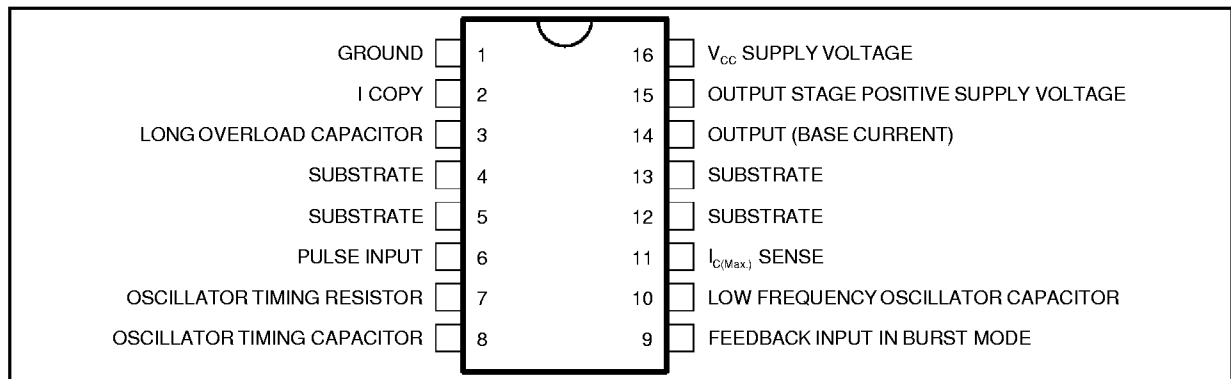 GROUND 1 16 V_CC SUPPLY VOLTAGE
I COPY 2 15 OUTPUT STAGE POSITIVE SUPPLY VOLTAGE
LONG OVERLOAD CAPACITOR 3 14 OUTPUT (BASE CURRENT)
SUBSTRATE 4 13 SUBSTRATE
SUBSTRATE 5 12 SUBSTRATE
PULSE INPUT 6 11 I_C(Max.) SENSE
OSCILLATOR TIMING RESISTOR 7 10 LOW FREQUENCY OSCILLATOR CAPACITOR
OSCILLATOR TIMING CAPACITOR 8 9 FEEDBACK INPUT IN BURST MODE